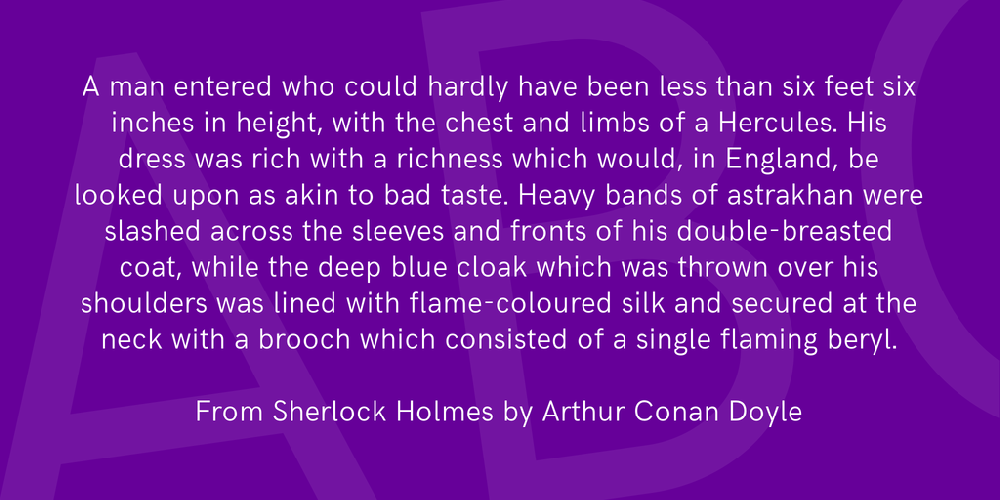 A man entered who could hardly have been less than six feet six
inches in height, with the chest and limbs of a Hercules. His
dress was rich with a richness which would, in England, be
looked upon as akin to bad taste. Heavy bands of astrakhan were
slashed across the sleeves and fronts of his double-breasted
coat, while the deep blue cloak which was thrown over his
shoulders was lined with flame-coloured silk and secured at the
neck with a brooch which consisted of a single flaming beryl.
From Sherlock Holmes by Arthur Conan Doyle
ABC